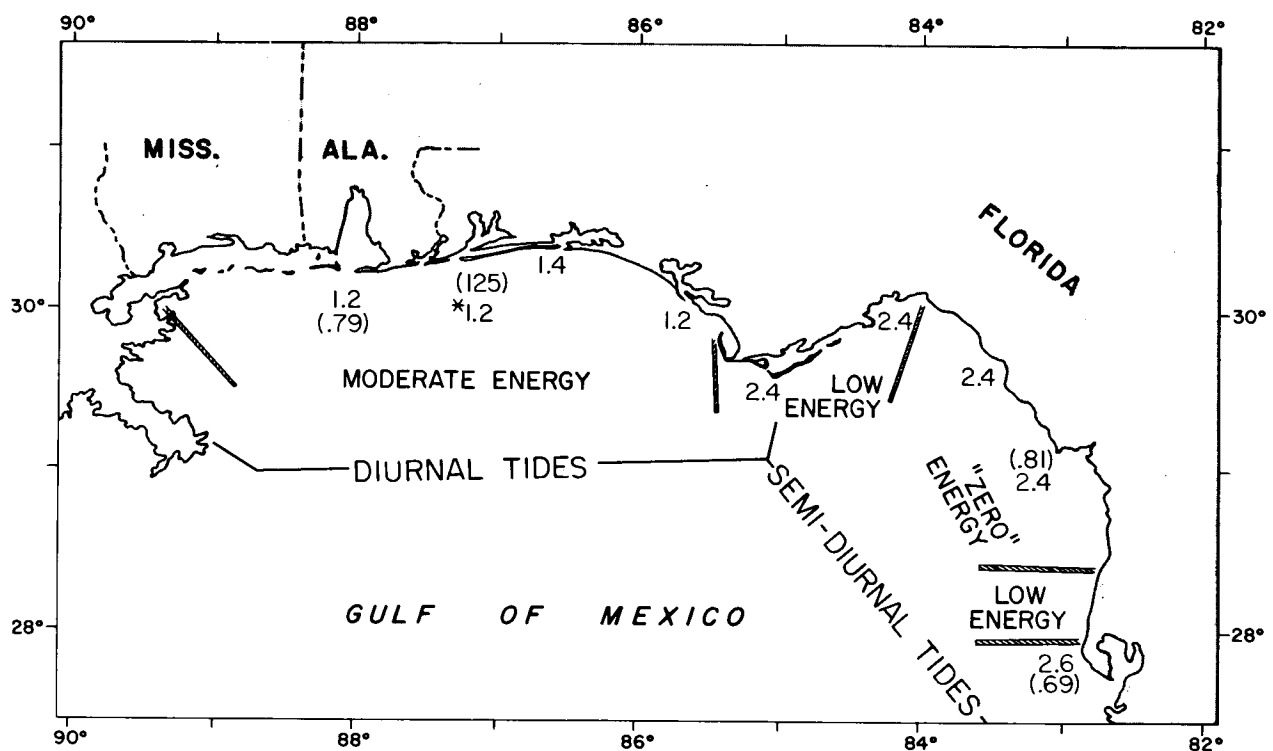 90°
88°
86°
84°
82°
MISS.
ALA.
FLORIDA
30°
30°
1.2
(.79)
(125)
*1.2
1.4
1.2
2.4
2.4
2.4
MODERATE ENERGY
LOW
ENERGY
DIURNAL TIDES
SEMI-DIURNAL TIDES
(.81)
2.4
"ZERO"
ENERGY
LOW
ENERGY
GULF OF MEXICO
28°
28°
2.6
(.69)
90°
88°
86°
84°
82°